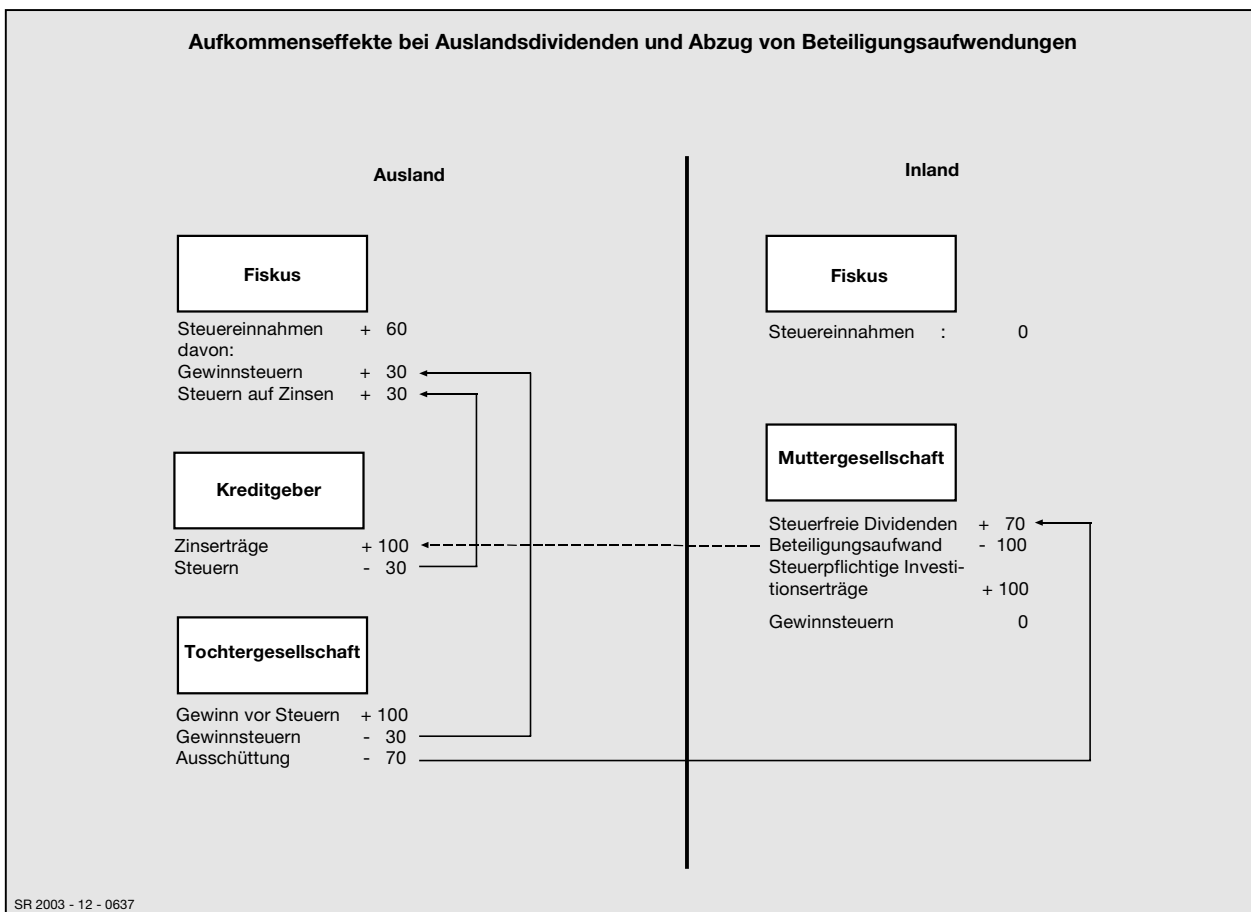 Aufkommenseffekte bei Auslandsdividenden und Abzug von Beteiligungsaufwendungen
Ausland
Fiskus
Steuereinnahmen + 60
davon:
Gewinnsteuern + 30
Steuern auf Zinsen + 30
Kreditgeber
Zinserträge + 100
Steuern - 30
Tochtergesellschaft
Gewinn vor Steuern + 100
Gewinnsteuern - 30
Ausschüttung - 70
Inland
Fiskus
Steuereinnahmen : 0
Muttergesellschaft
Steuerfreie Dividenden + 70
Beteiligungsaufwand - 100
Steuerpflichtige Investi-
tionserträge + 100
Gewinnsteuern 0
SR 2003 - 12 - 0637